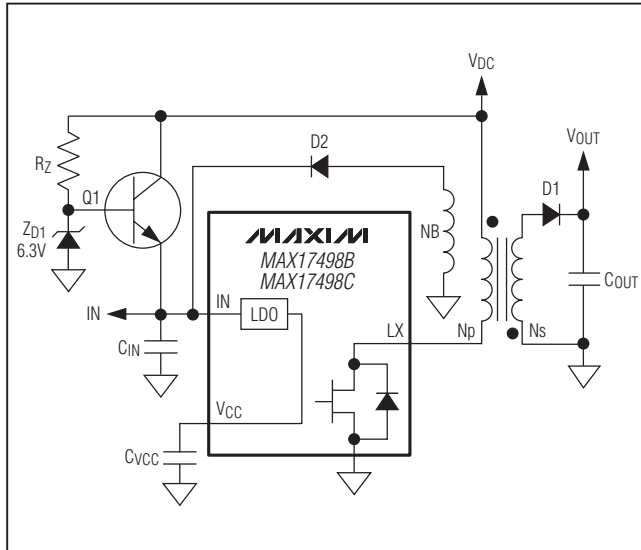 VDC
VOUT
D2
D1
RZ
Q1
ZD1
6.3V
NB
MAXIM
MAX17498B
MAX17498C
COUT
IN
IN
LDO
LX
Np
Ns
CIN
VCC
CVCC